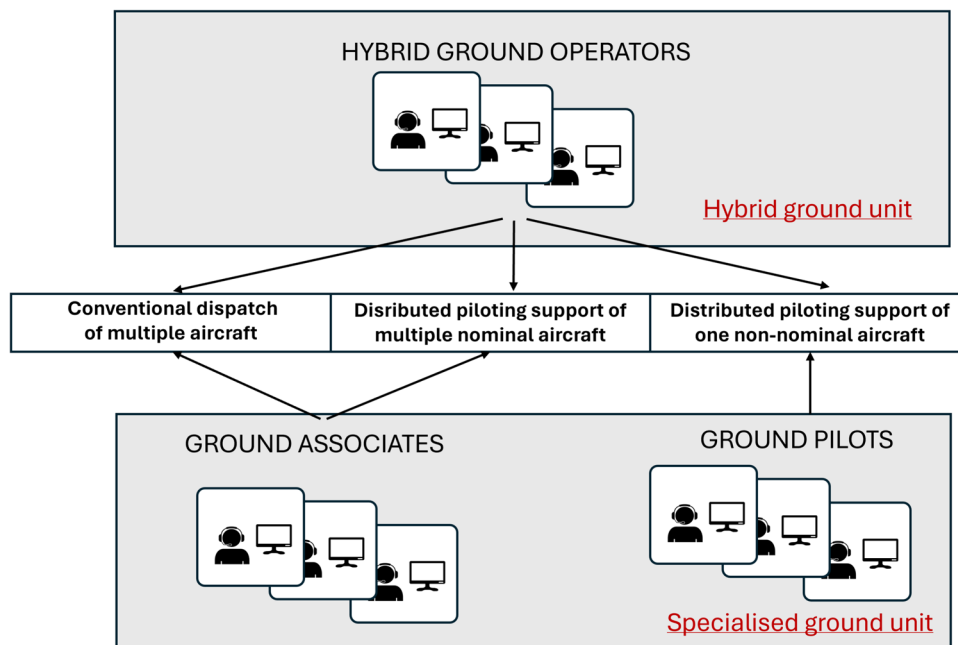 HYBRID GROUND OPERATORS
Hybrid ground unit
Conventional dispatch
of multiple aircraft
Disributed piloting support of
multiple nominal aircraft
Distributed piloting support of
one non-nominal aircraft
GROUND ASSOCIATES
GROUND PILOTS
Specialised ground unit